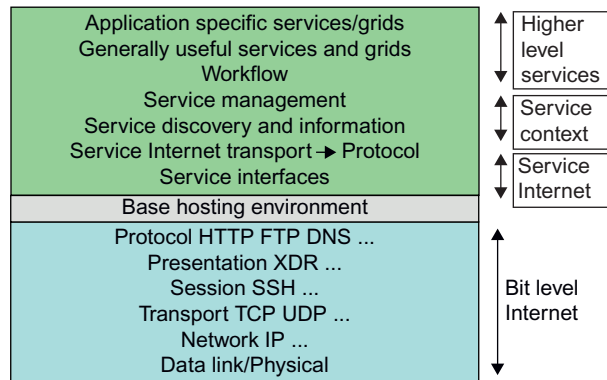 Application specific services/grids
Generally useful services and grids
Workflow
Service management
Service discovery and information
Service Internet transport → Protocol
Service interfaces
Base hosting environment
Protocol HTTP FTP DNS ...
Presentation XDR ...
Session SSH ...
Transport TCP UDP ...
Network IP ...
Data link/Physical
Higher
level
services
Service
context
Service
Internet
Bit level
Internet